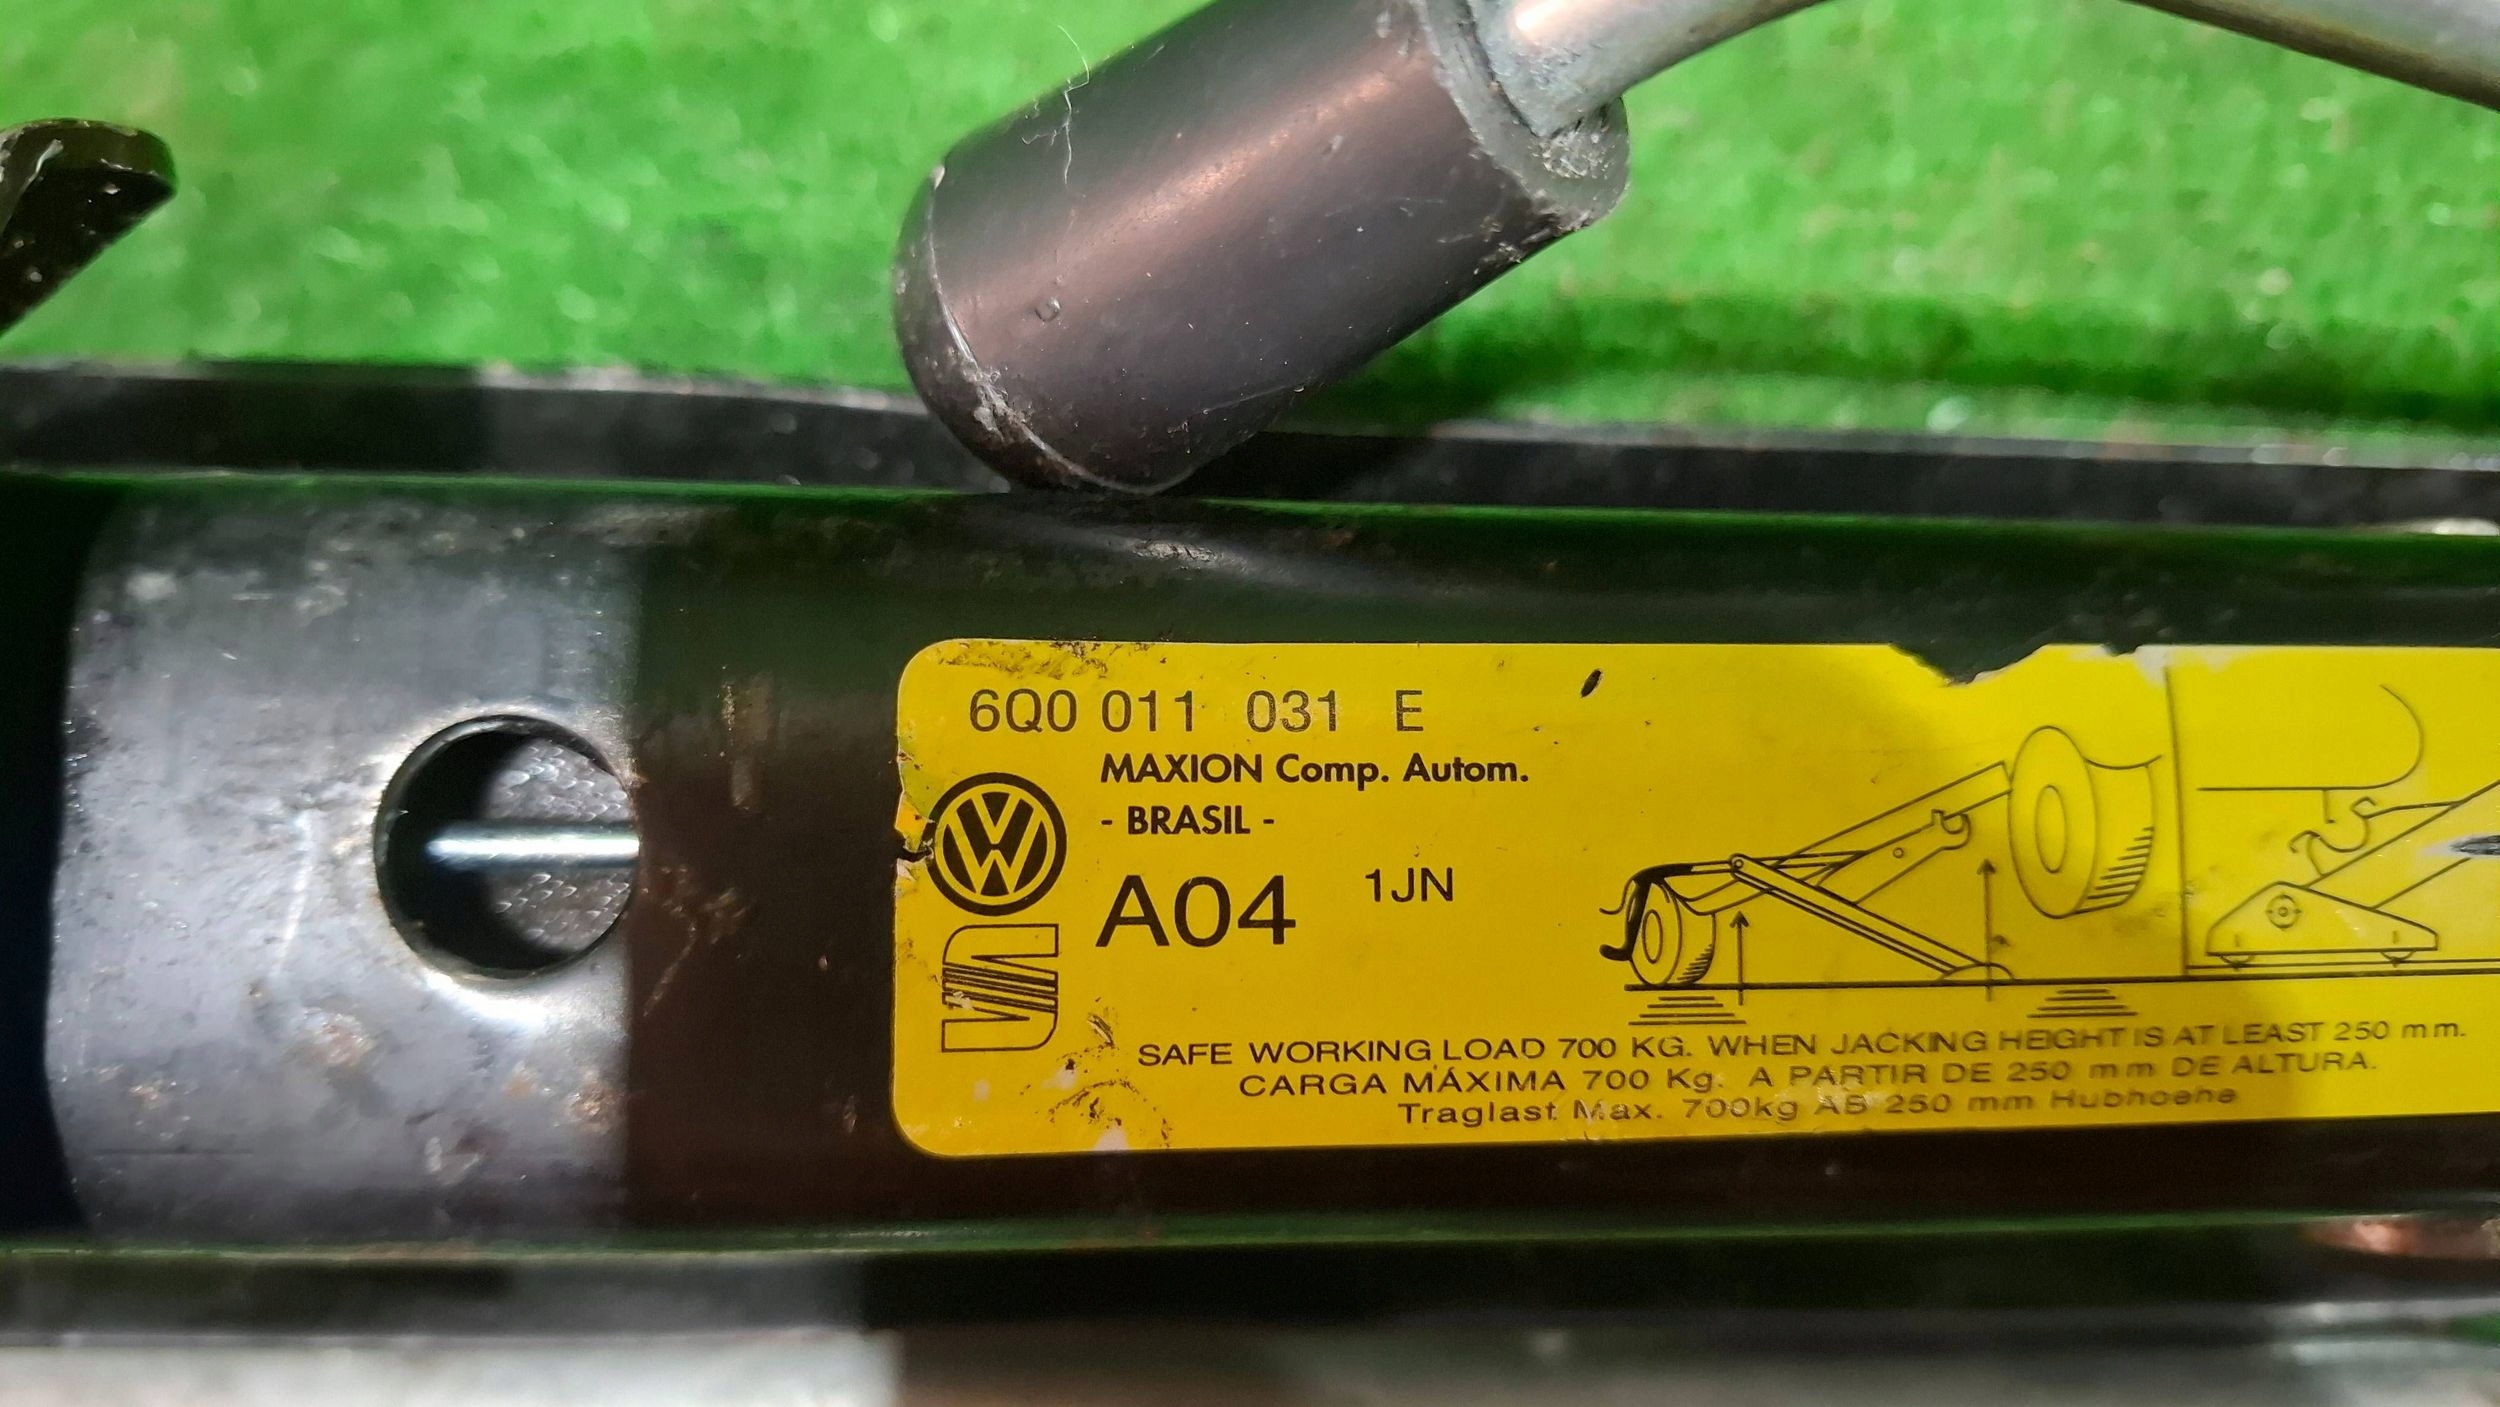 6Q0 011 031 E
MAXION Comp. Autom.
- BRASIL -
A04 1JN
SAFE WORKING LOAD 700 KG. WHEN JACKING HEIGHT IS AT LEAST 250 mm.
CARGA MÁXIMA 700 Kg. A PARTIR DE 250 mm DE ALTURA.
Traglast Max. 700kg AB 250 mm Hubhoehe